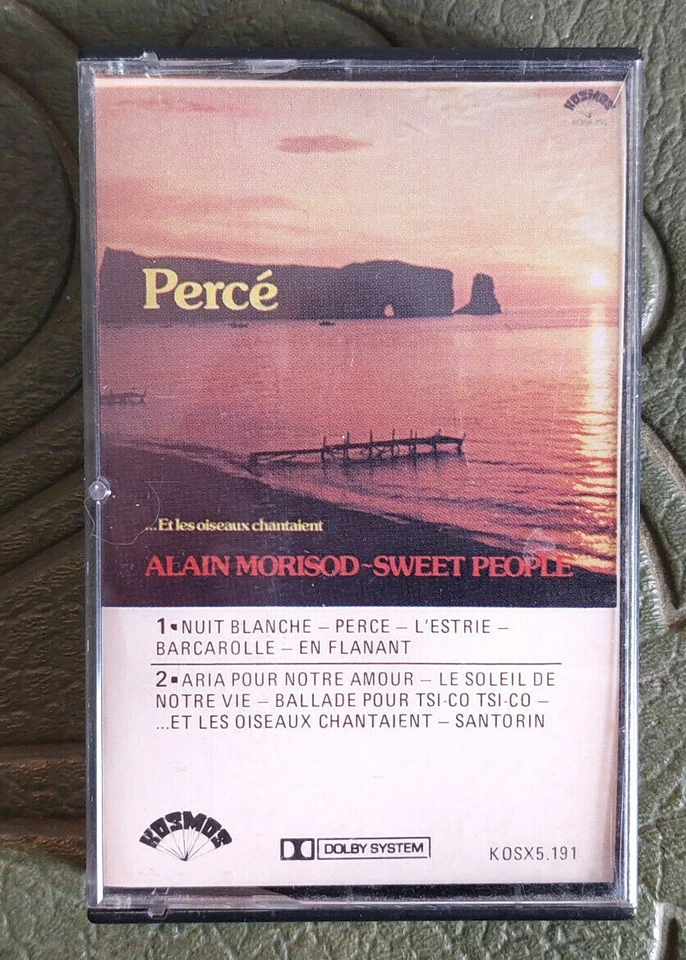 KOSMOS
Percé
...Et les oiseaux chantaient
ALAIN MORISOD~SWEET PEOPLE
1▪NUIT BLANCHE – PERCE – L'ESTRIE –
BARCAROLLE – EN FLANANT
2▪ARIA POUR NOTRE AMOUR – LE SOLEIL DE
NOTRE VIE – BALLADE POUR TSI-CO TSI-CO –
...ET LES OISEAUX CHANTAIENT – SANTORIN
KOSMOS
DOLBY SYSTEM
KOSX5.191